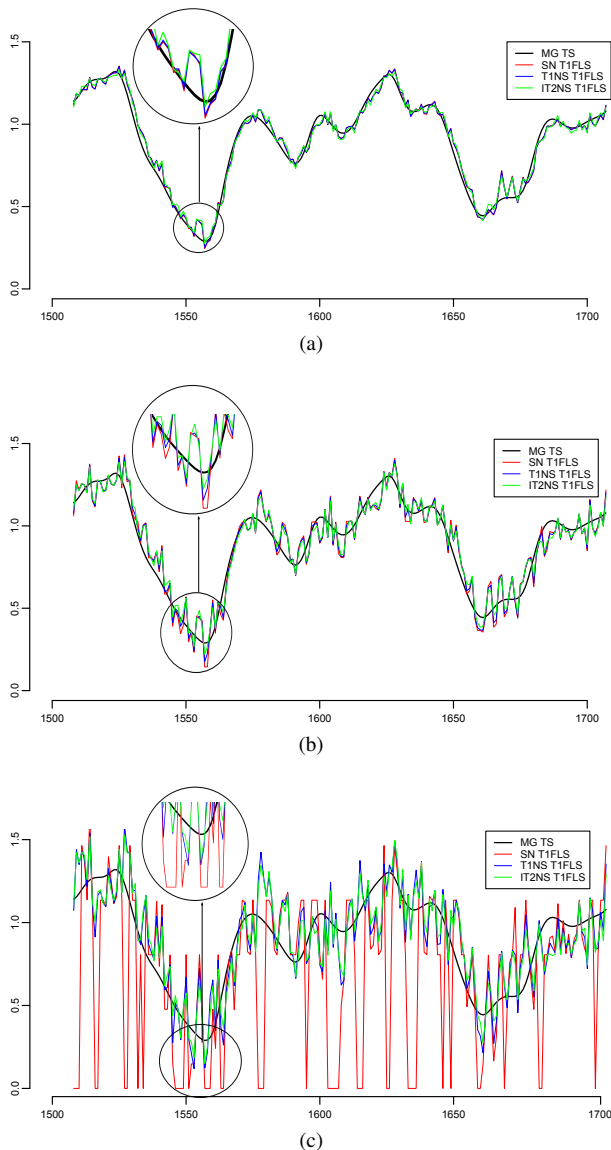 1.5
1.0
0.5
0.0
MG TS
SN T1FLS
T1NS T1FLS
IT2NS T1FLS
1500 1550 1600 1650 1700
(a)
1.5
1.0
0.5
0.0
MG TS
SN T1FLS
T1NS T1FLS
IT2NS T1FLS
1500 1550 1600 1650 1700
(b)
1.5
1.0
0.5
0.0
MG TS
SN T1FLS
T1NS T1FLS
IT2NS T1FLS
1500 1550 1600 1650 1700
(c)